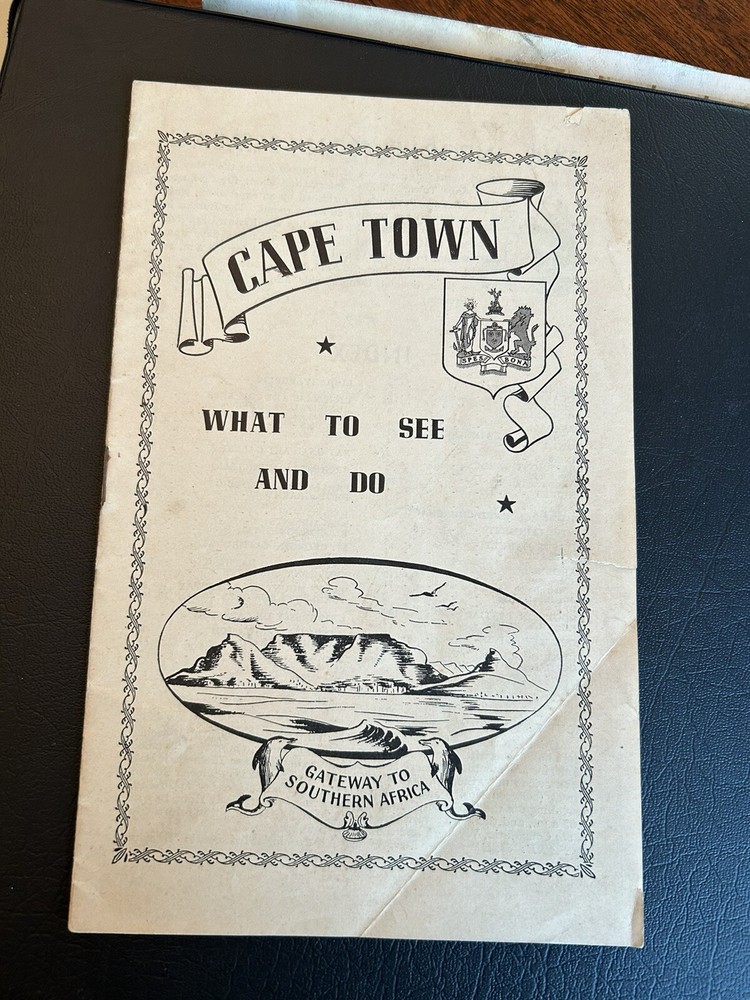 CAPE TOWN
SPES BONA
WHAT TO SEE
AND DO
GATEWAY TO
SOUTHERN AFRICA